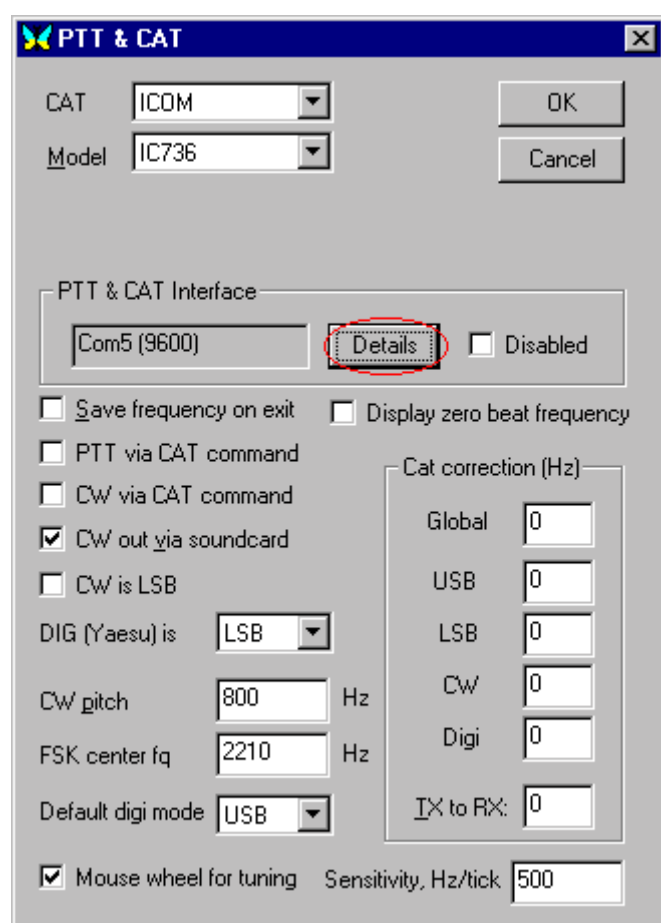 PTT & CAT
CAT ICOM OK
Model IC736 Cancel
PTT & CAT Interface
Com5 (9600) Details Disabled
Save frequency on exit Display zero beat frequency
PTT via CAT command
Cat correction (Hz)
CW via CAT command
Global 0
CW out via soundcard
CW is LSB USB 0
DIG (Yaesu) is LSB LSB 0
CW pitch 800 Hz CW 0
FSK center fq 2210 Hz Digi 0
Default digi mode USB TX to RX: 0
Mouse wheel for tuning Sensitivity, Hz/tick 500